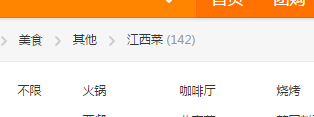 首页 团购
美食 其他 江西菜 (142)
不限 火锅 咖啡厅 烧烤